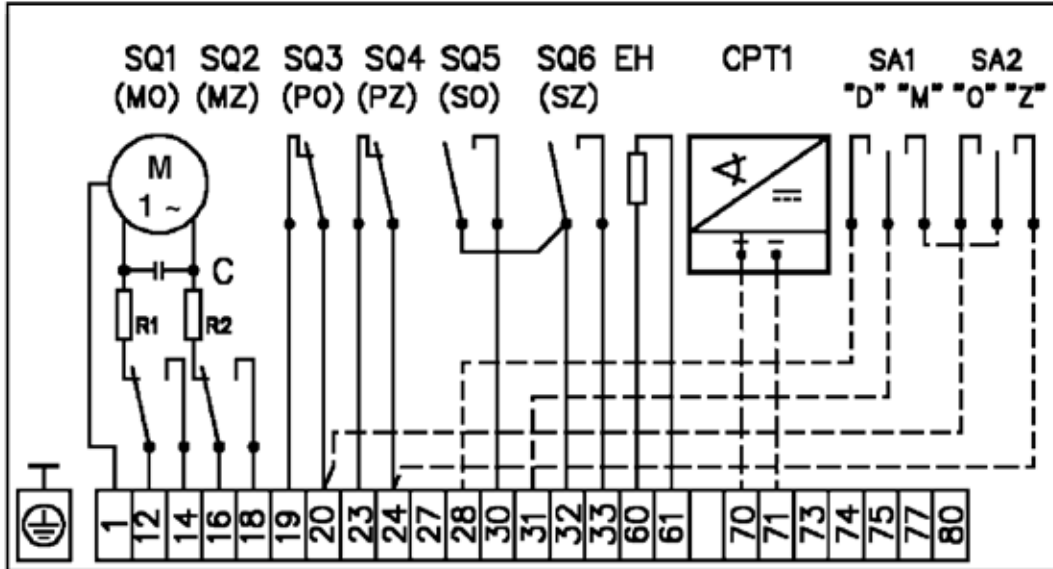 SQ1 SQ2 SQ3 SQ4 SQ5 SQ6 EH CPT1 SA1 SA2
(MO) (MZ) (PO) (PZ) (SO) (SZ) "D" "M" "O" "Z"
M
1 ~
C
+ −
R1 R2
1 12 14 16 18 19 20 23 24 27 28 30 31 32 33 60 61 70 71 73 74 75 77 80